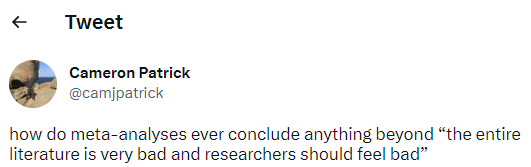 Tweet
Cameron Patrick
@camjpatrick
how do meta-analyses ever conclude anything beyond “the entire
literature is very bad and researchers should feel bad”